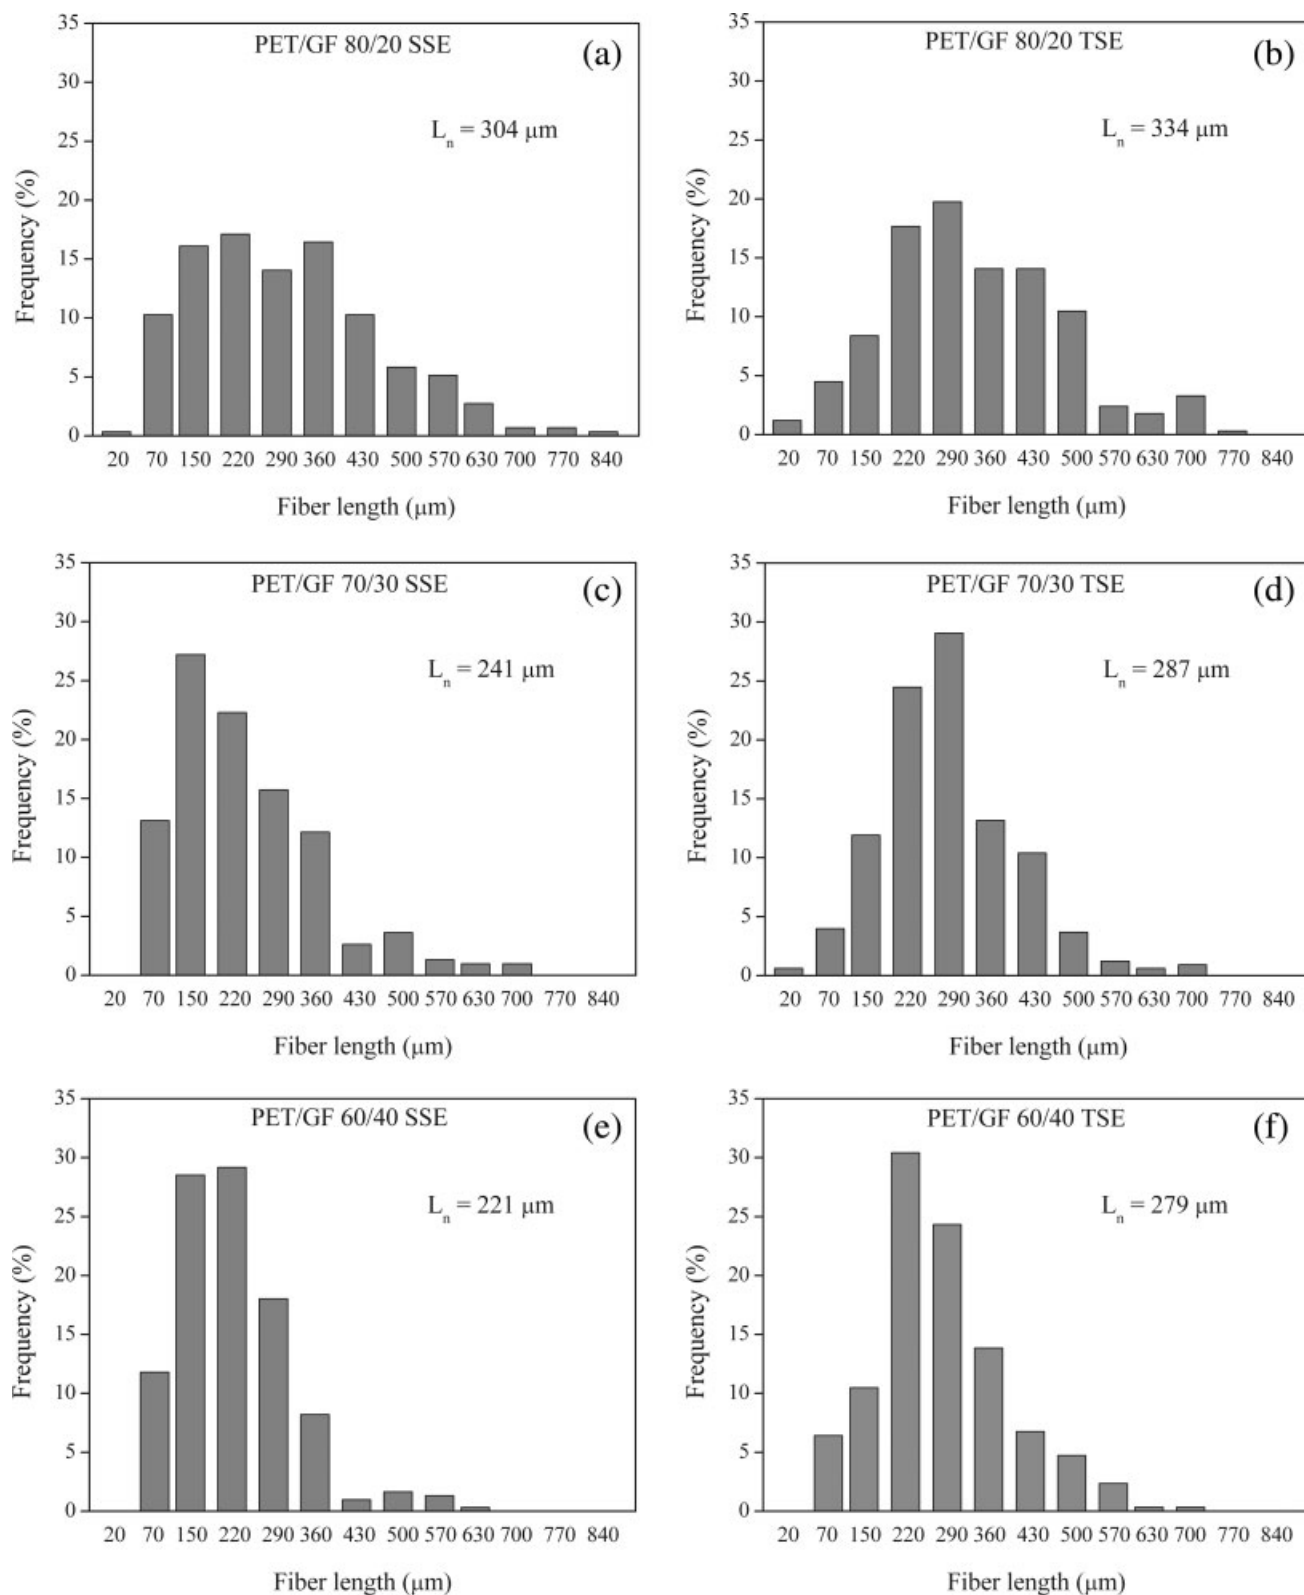 PET/GF 80/20 SSE
(a)
L_n = 304 μm
Frequency (%)
35
30
25
20
15
10
5
0
20 70 150 220 290 360 430 500 570 630 700 770 840
Fiber length (μm)
PET/GF 80/20 TSE
(b)
L_n = 334 μm
Frequency (%)
35
30
25
20
15
10
5
0
20 70 150 220 290 360 430 500 570 630 700 770 840
Fiber length (μm)
PET/GF 70/30 SSE
(c)
L_n = 241 μm
Frequency (%)
35
30
25
20
15
10
5
0
20 70 150 220 290 360 430 500 570 630 700 770 840
Fiber length (μm)
PET/GF 70/30 TSE
(d)
L_n = 287 μm
Frequency (%)
35
30
25
20
15
10
5
0
20 70 150 220 290 360 430 500 570 630 700 770 840
Fiber length (μm)
PET/GF 60/40 SSE
(e)
L_n = 221 μm
Frequency (%)
35
30
25
20
15
10
5
0
20 70 150 220 290 360 430 500 570 630 700 770 840
Fiber length (μm)
PET/GF 60/40 TSE
(f)
L_n = 279 μm
Frequency (%)
35
30
25
20
15
10
5
0
20 70 150 220 290 360 430 500 570 630 700 770 840
Fiber length (μm)